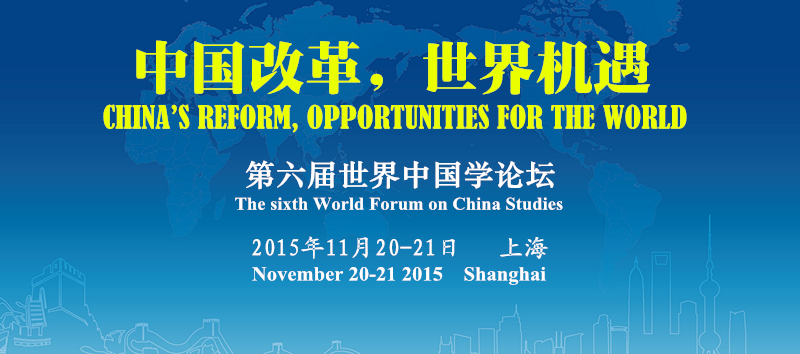 中国改革，世界机遇
CHINA'S REFORM, OPPORTUNITIES FOR THE WORLD
第六届世界中国学论坛
The sixth World Forum on China Studies
2015年11月20-21日 上海
November 20-21 2015 Shanghai